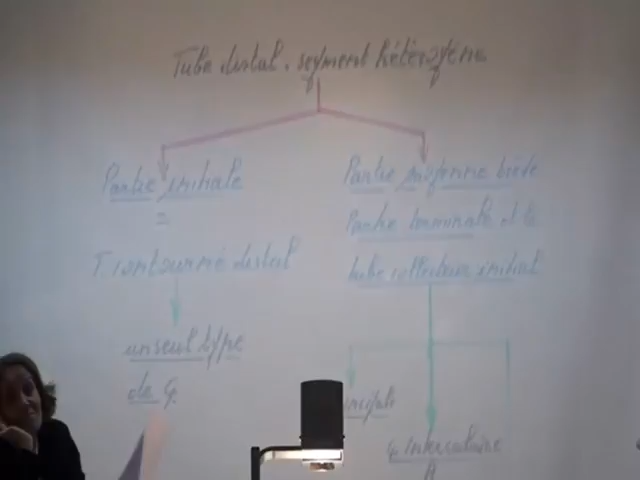 Tube distal. segment hétérogène
Partie initiale
=
T. contourné distal
un seul type
de ç
Partie moyenne
Partie terminale et le
tube collecteur initial
ç Intercalaire
A